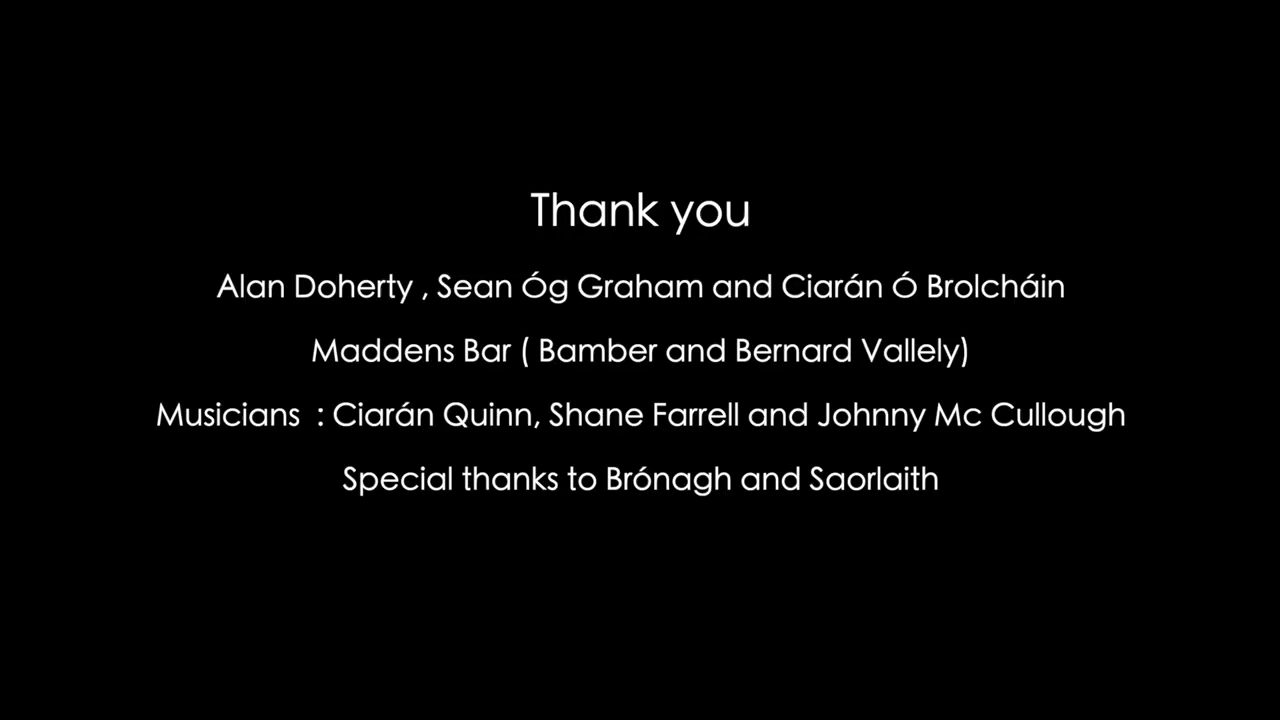 Thank you
Alan Doherty , Sean Óg Graham and Ciarán Ó Brolcháin
Maddens Bar ( Bamber and Bernard Vallely)
Musicians  : Ciarán Quinn, Shane Farrell and Johnny Mc Cullough
Special thanks to Brónagh and Saorlaith